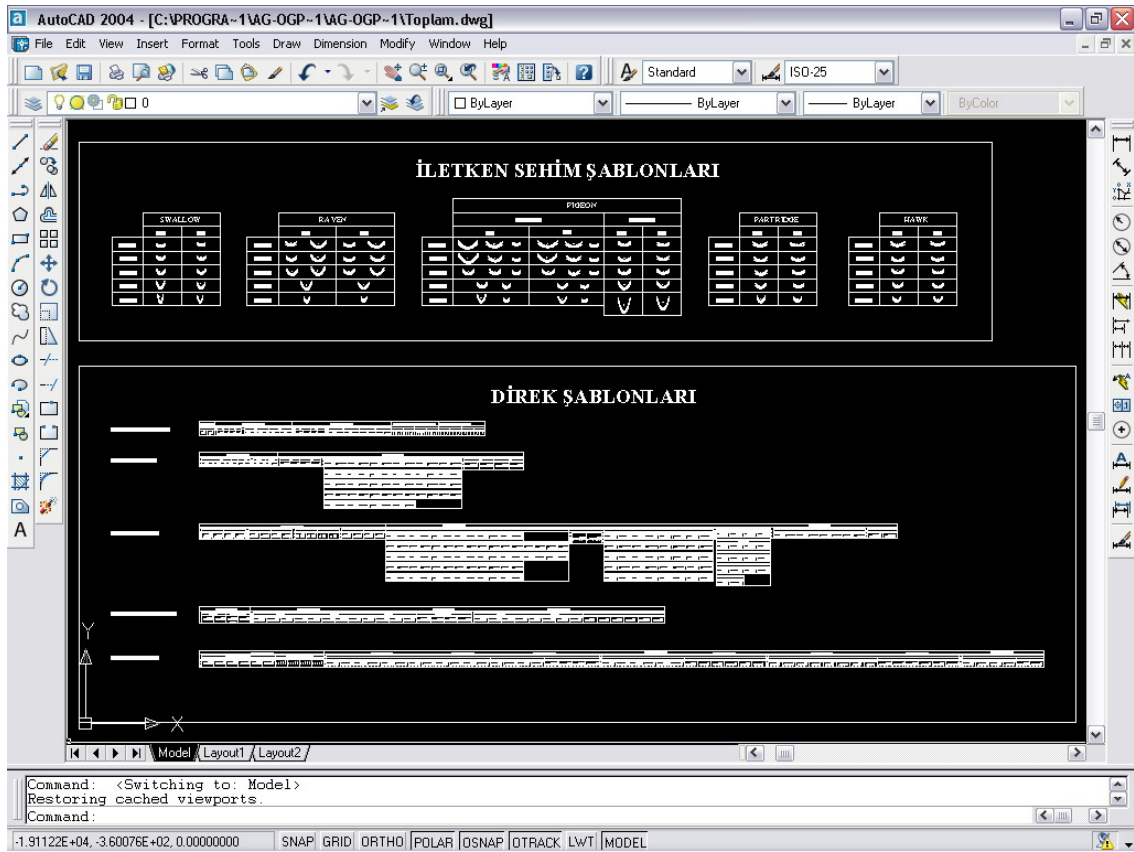 AutoCAD 2004 - [C:\PROGRA~1\AG-OGP~1\AG-OGP~1\Toplam.dwg]
File Edit View Insert Format Tools Draw Dimension Modify Window Help
Standard ISO-25
0 ByLayer ByLayer ByLayer ByColor
İLETKEN SEHİM ŞABLONLARI
PIGEON
SWALLOW RAVEN PARTRIDGE HAWK
DİREK ŞABLONLARI
Y
X
Model Layout1 Layout2
Command: <Switching to: Model>
Restoring cached viewports.
Command:
-1.91122E+04, -3.60076E+02, 0.00000000 SNAP GRID ORTHO POLAR OSNAP OTRACK LWT MODEL